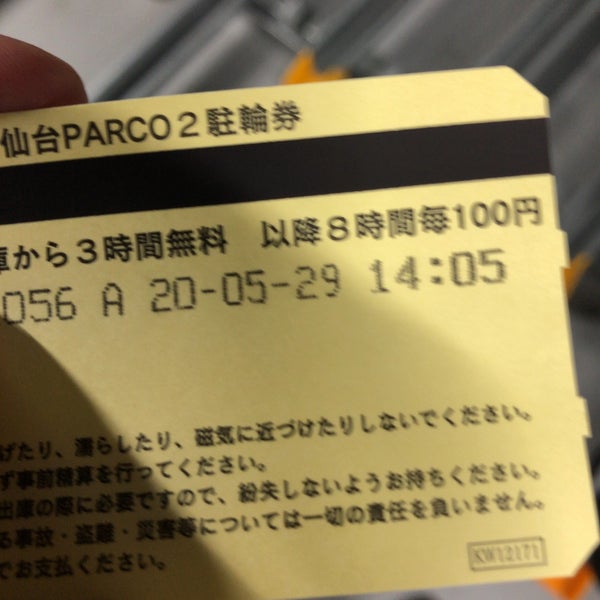 仙台PARCO2駐輪券
庫から3時間無料 以降8時間毎100円
056 A 20-05-29 14:05
げたり、濡らしたり、磁気に近づけたりしないでください。
ず事前精算を行ってください。
出庫の際に必要ですので、紛失しないようお持ちください。
る事故・盗難・災害等については一切の責任を負いません。
でお支払ください。
KW12171